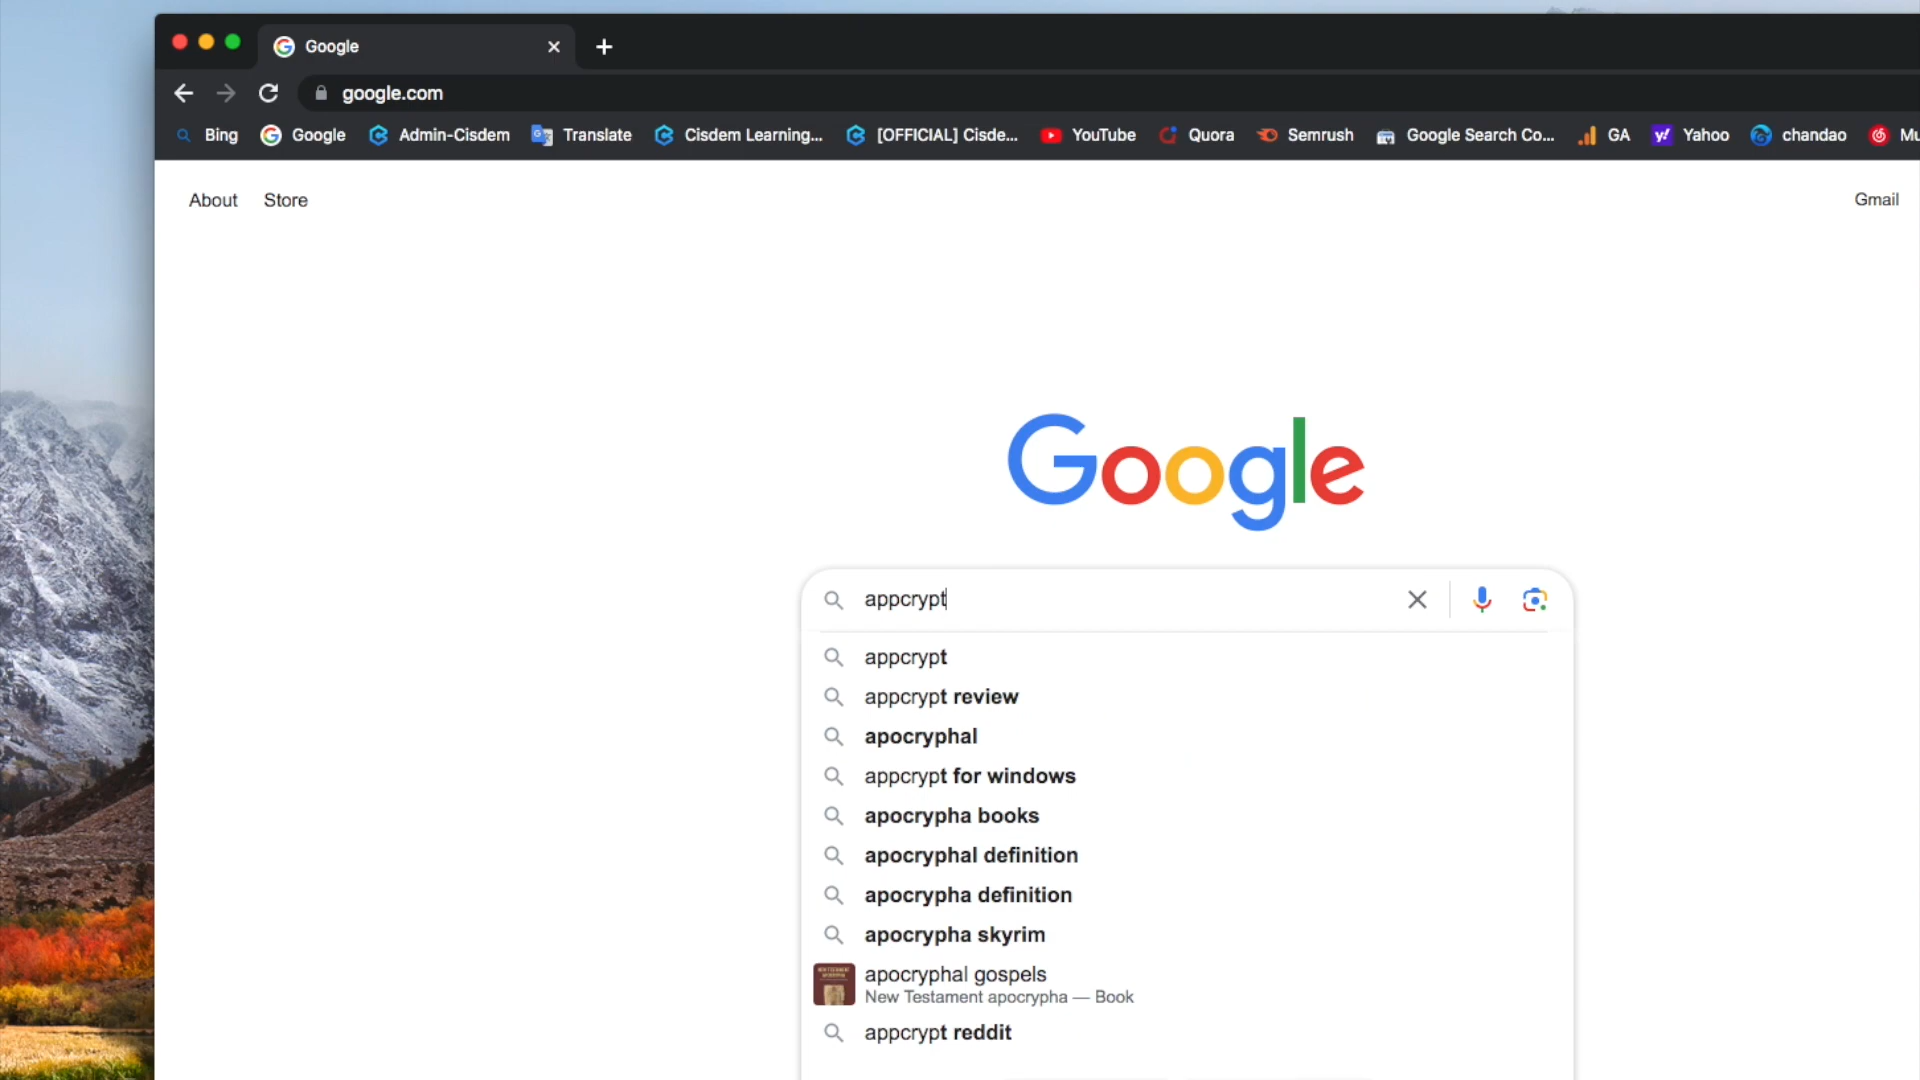 Google
google.com
Bing Google Admin-Cisdem Translate Cisdem Learning... [OFFICIAL] Cisde... YouTube Quora Semrush Google Search Co... GA Yahoo chandao Mu
About Store Gmail
Google
appcrypt
appcrypt
appcrypt review
apocryphal
appcrypt for windows
apocrypha books
apocryphal definition
apocrypha definition
apocrypha skyrim
apocryphal gospels
New Testament apocrypha — Book
appcrypt reddit